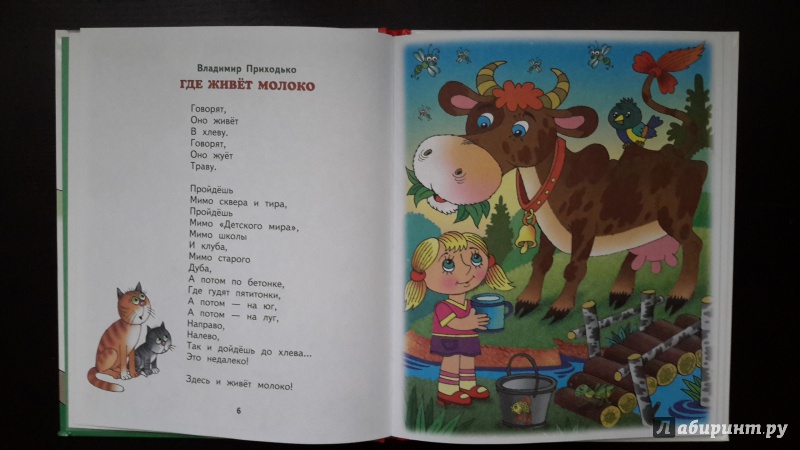 Владимир Приходько
ГДЕ ЖИВЁТ МОЛОКО
Говорят,
Оно живёт
В хлеву.
Говорят,
Оно жуёт
Траву.
Пройдёшь
Мимо сквера и тира,
Пройдёшь
Мимо «Детского мира»,
Мимо школы
И клуба,
Мимо старого
Дуба,
А потом по бетонке,
Где гудят пятитонки,
А потом — на юг,
А потом — на луг,
Направо,
Налево,
Так и дойдёшь до хлева...
Это недалеко!
Здесь и живёт молоко!
6
Лабиринт.ру